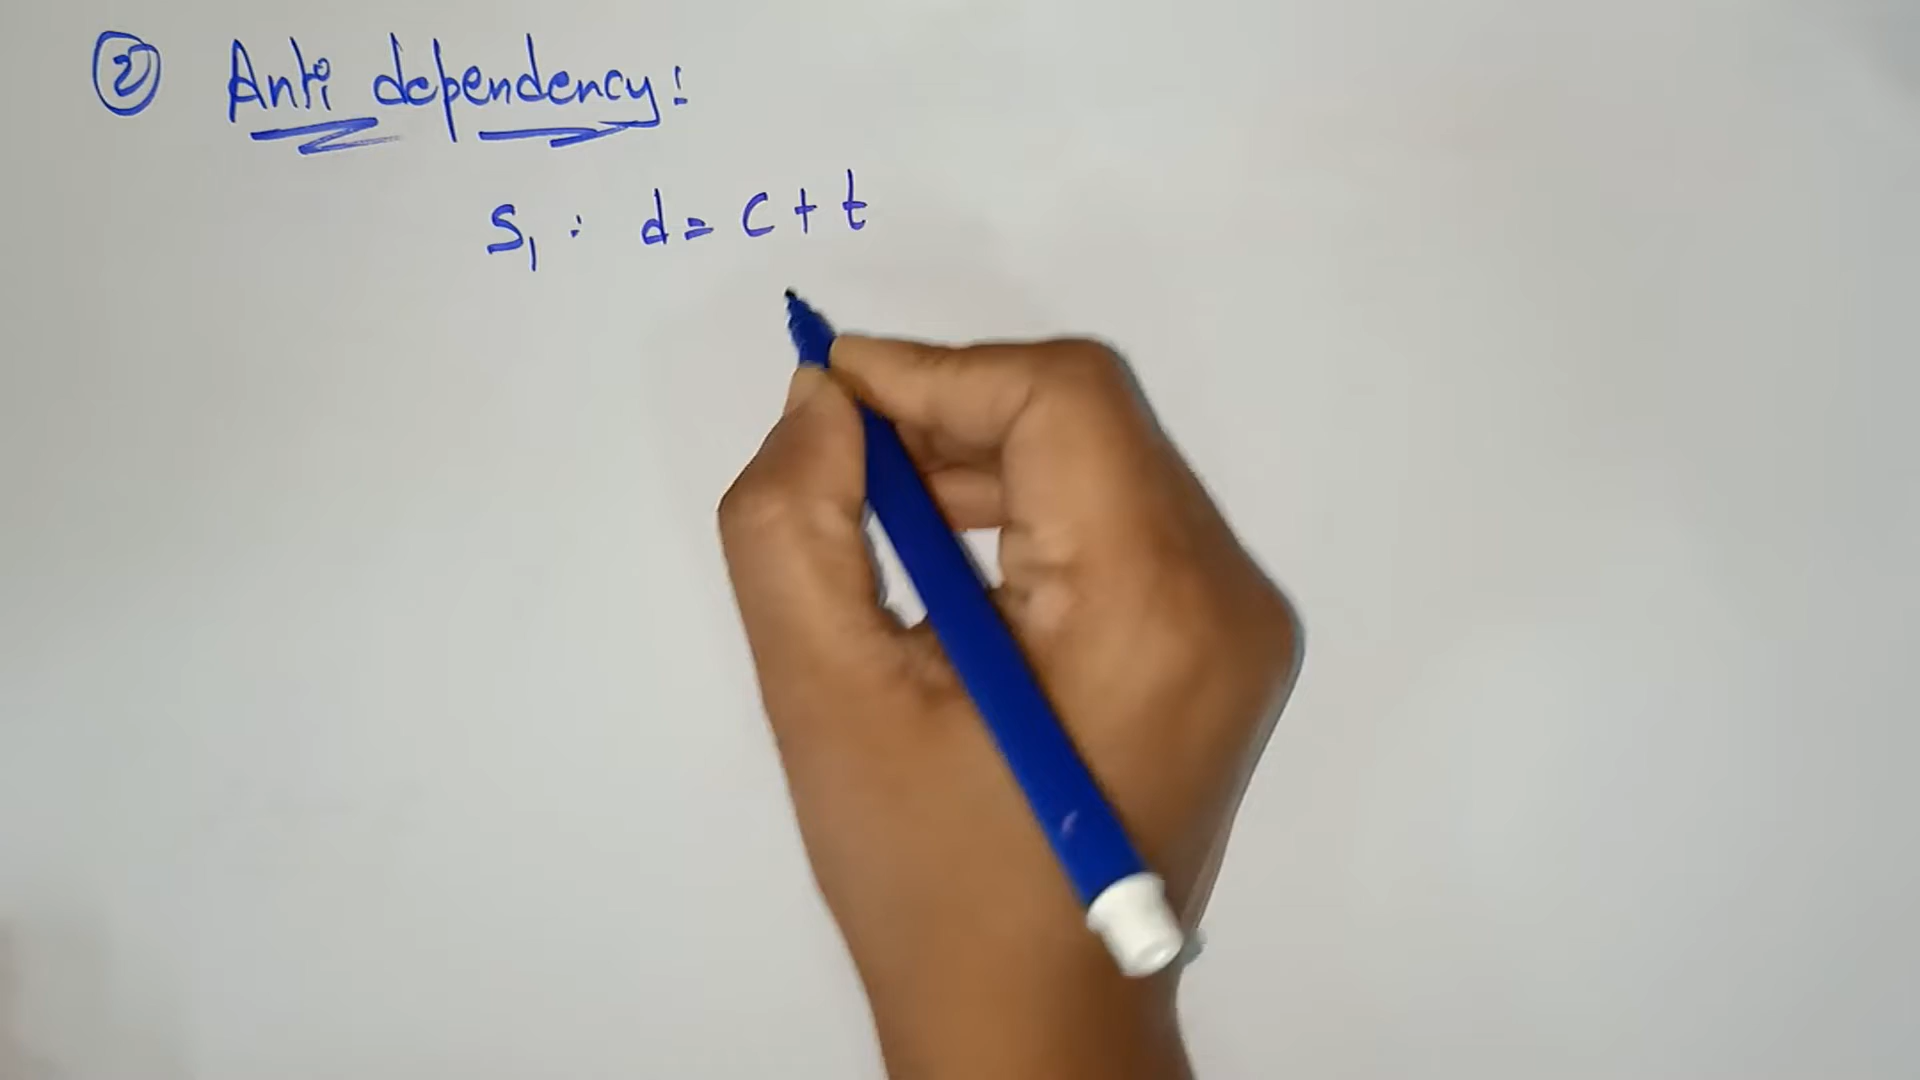 ② Anti dependency:
S₁ : d = c + t